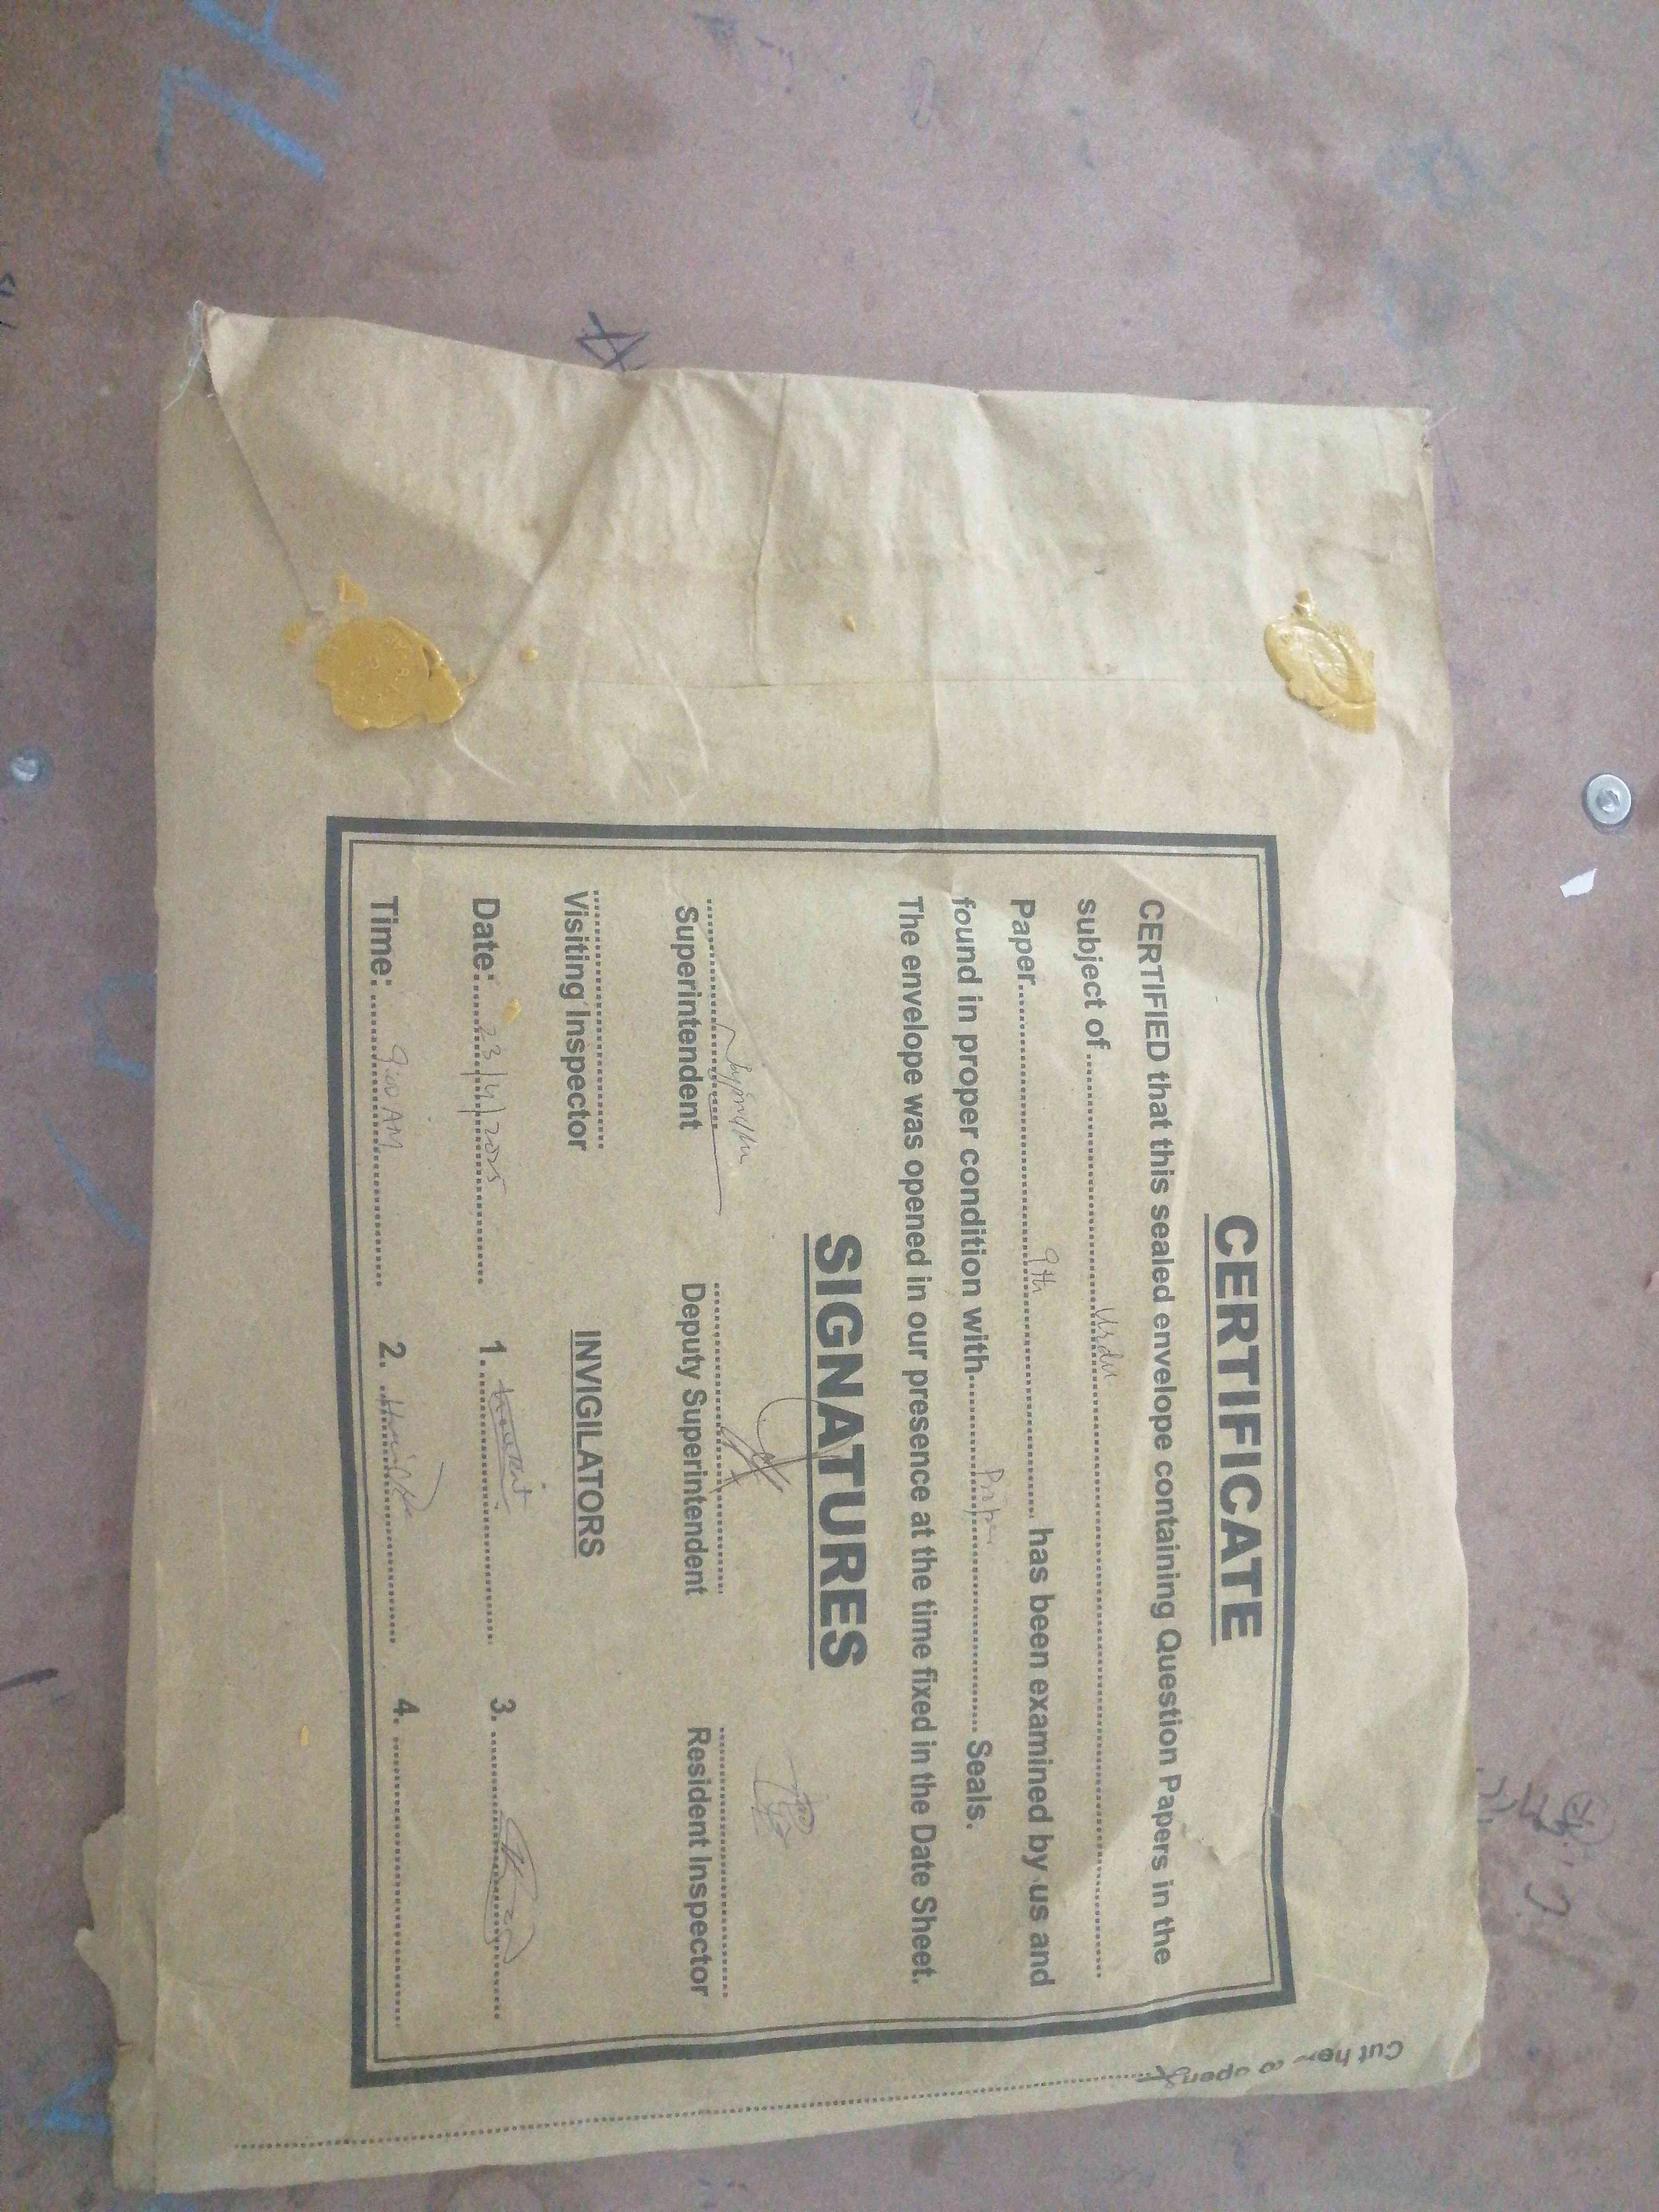 CERTIFICATE
CERTIFIED that this sealed envelope containing Question Papers in the
subject of .......... Urdu ..........
Paper .......... 9th .......... has been examined by us and
found in proper condition with .......... Proper .......... Seals.
The envelope was opened in our presence at the time fixed in the Date Sheet.
SIGNATURES
Superintendent Deputy Superintendent Resident Inspector
Visiting Inspector INVIGILATORS
Date: 23/4/2025 1. 3.
Time: 9:00 AM 2. 4.
Cut here to open